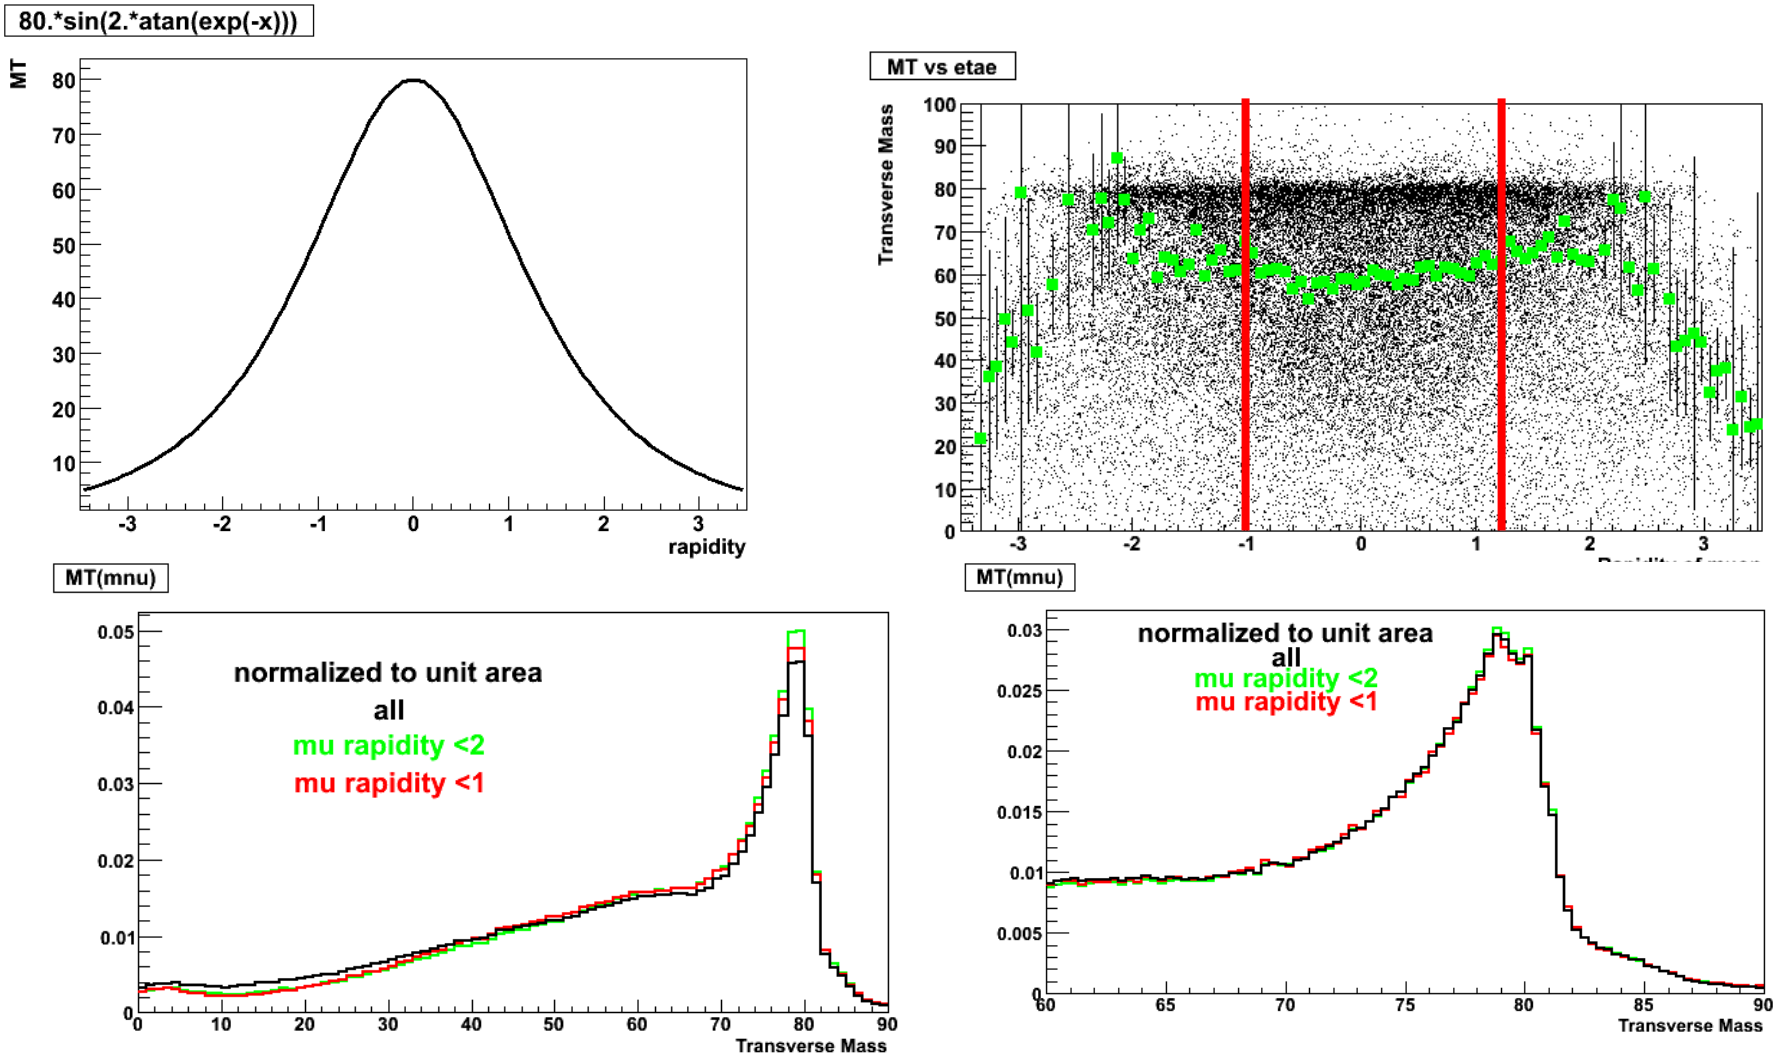 80.*sin(2.*atan(exp(-x)))
MT
80
70
60
50
40
30
20
10
-3 -2 -1 0 1 2 3
rapidity
MT vs etae
Transverse Mass
100
90
80
70
60
50
40
30
20
10
0
-3 -2 -1 0 1 2 3
MT(mnu)
0.05
0.04
0.03
0.02
0.01
0
normalized to unit area
all
mu rapidity <2
mu rapidity <1
0 10 20 30 40 50 60 70 80 90
Transverse Mass
MT(mnu)
0.03
0.025
0.02
0.015
0.01
0.005
0
normalized to unit area
all
mu rapidity <2
mu rapidity <1
60 65 70 75 80 85 90
Transverse Mass